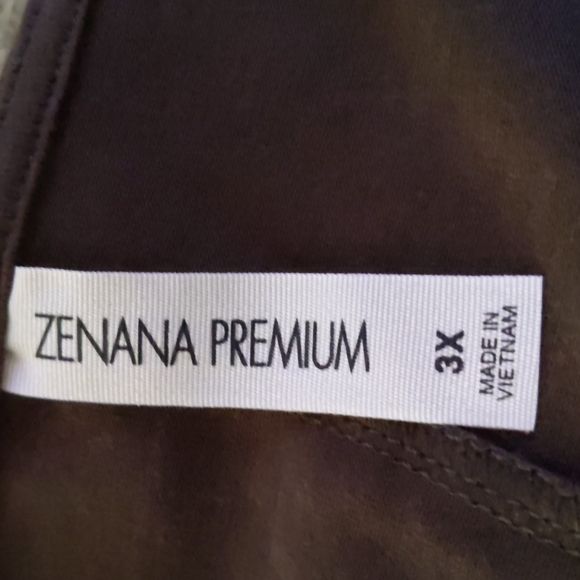 ZENANA PREMIUM
3X
MADE IN
VIETNAM